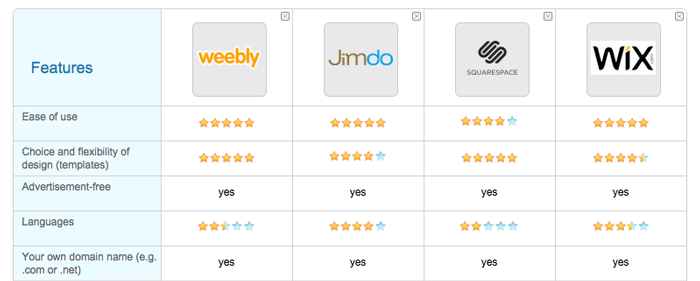 Features
weebly
Jimdo
SQUARESPACE
WiX.com
Ease of use
Choice and flexibility of
design (templates)
Advertisement-free
yes
yes
yes
yes
Languages
Your own domain name (e.g.
.com or .net)
yes
yes
yes
yes